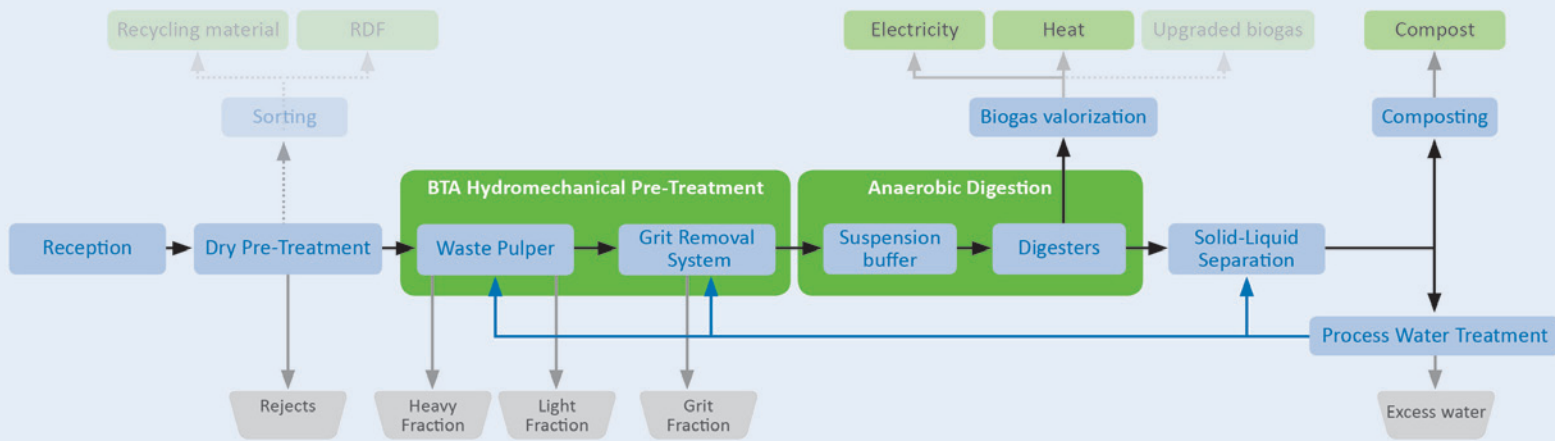 Recycling material
RDF
Electricity
Heat
Upgraded biogas
Compost
Sorting
Biogas valorization
Composting
BTA Hydromechanical Pre-Treatment
Anaerobic Digestion
Reception
Dry Pre-Treatment
Waste Pulper
Grit Removal
System
Suspension
buffer
Digesters
Solid-Liquid
Separation
Process Water Treatment
Rejects
Heavy
Fraction
Light
Fraction
Grit
Fraction
Excess water